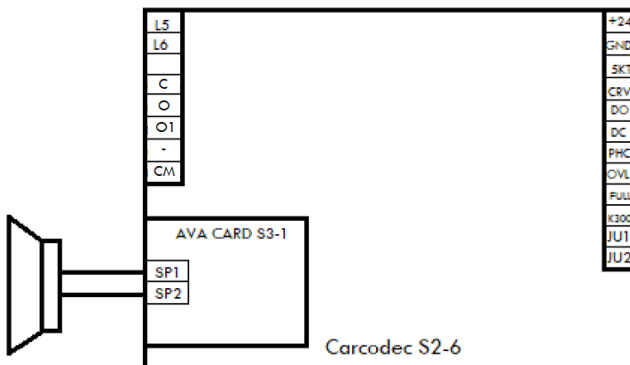 L5
L6
C
O
O1
-
CM
AVA CARD S3-1
SP1
SP2
Carcodec S2-6
+24
GND
5KT
CRV
DO
DC
PHC
OVL
FULL
K300
JU1
JU2